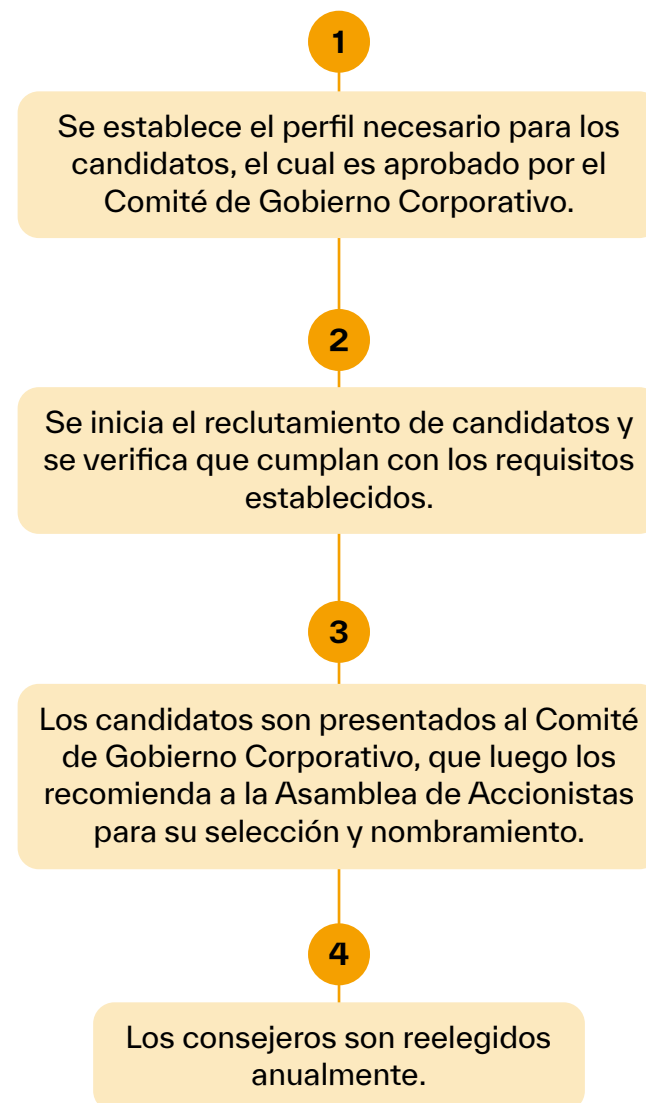 1
Se establece el perfil necesario para los
candidatos, el cual es aprobado por el
Comité de Gobierno Corporativo.
2
Se inicia el reclutamiento de candidatos y
se verifica que cumplan con los requisitos
establecidos.
3
Los candidatos son presentados al Comité
de Gobierno Corporativo, que luego los
recomienda a la Asamblea de Accionistas
para su selección y nombramiento.
4
Los consejeros son reelegidos
anualmente.